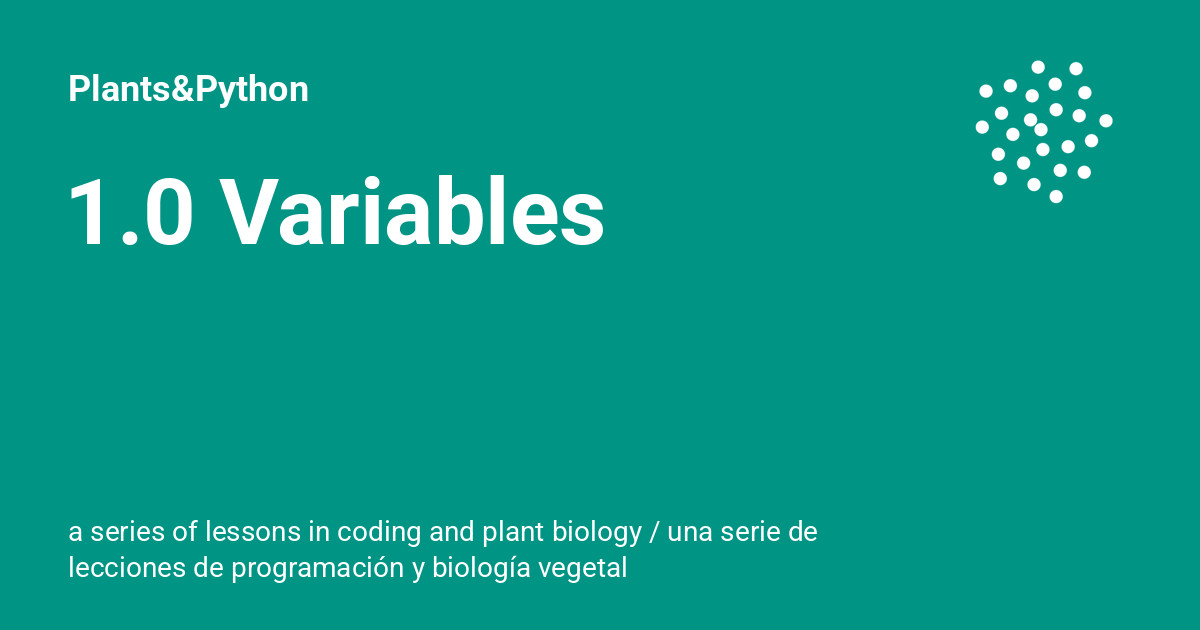 Plants&Python
1.0 Variables
a series of lessons in coding and plant biology / una serie de
lecciones de programación y biología vegetal